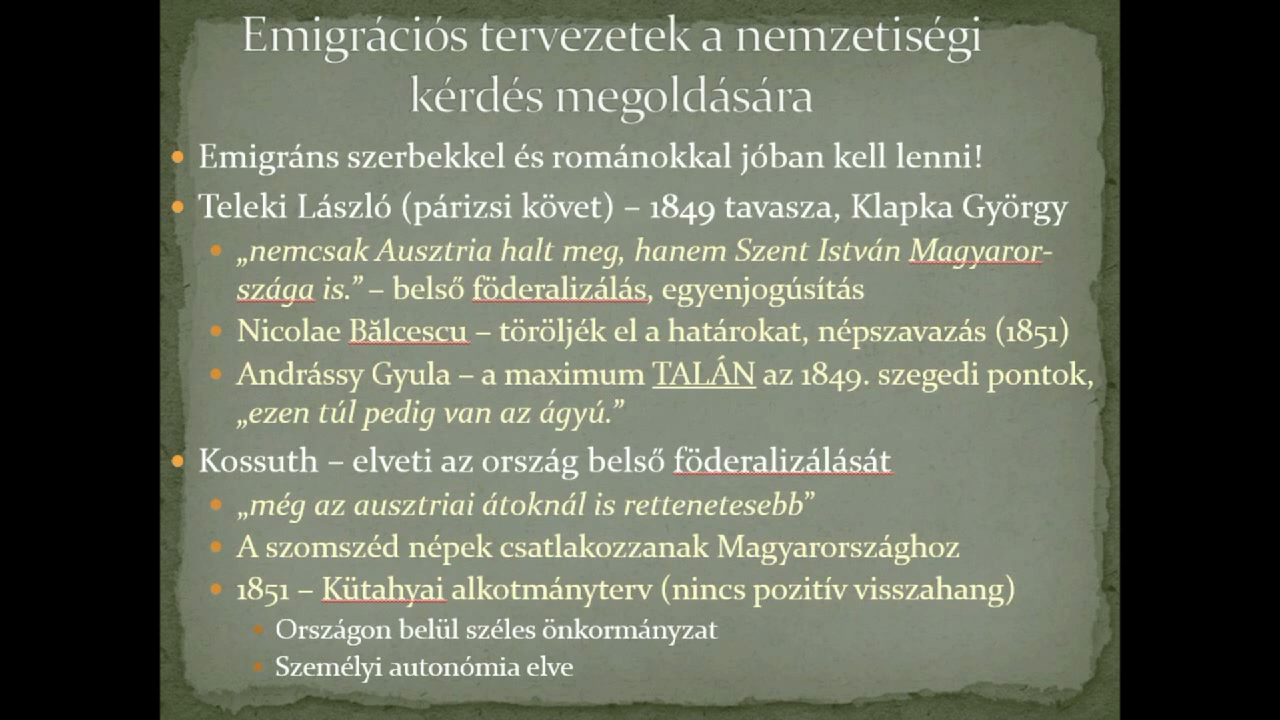 Emigrációs tervezetek a nemzetiségi
kérdés megoldására
Emigráns szerbekkel és románokkal jóban kell lenni!
Teleki László (párizsi követ) – 1849 tavasza, Klapka György
„nemcsak Ausztria halt meg, hanem Szent István Magyaror-
szága is.” – belső föderalizálás, egyenjogúsítás
Nicolae Bălcescu – töröljék el a határokat, népszavazás (1851)
Andrássy Gyula – a maximum TALÁN az 1849. szegedi pontok,
„ezen túl pedig van az ágyú.”
Kossuth – elveti az ország belső föderalizálását
„még az ausztriai átoknál is rettenetesebb”
A szomszéd népek csatlakozzanak Magyarországhoz
1851 – Kütahyai alkotmányterv (nincs pozitív visszahang)
Országon belül széles önkormányzat
Személyi autonómia elve